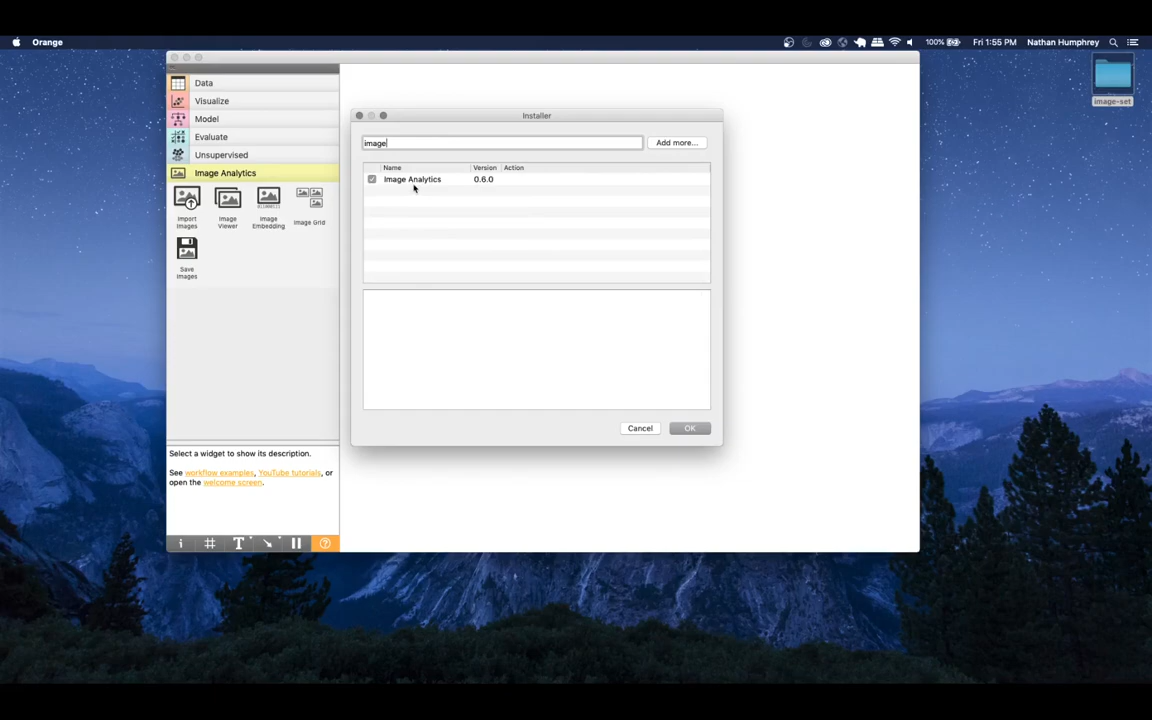 Orange
100%
Fri 1:55 PM Nathan Humphrey
image-set
Data
Visualize
Model
Evaluate
Unsupervised
Image Analytics
Import Images
Image Viewer
Image Embedding
Image Grid
Save Images
Installer
image
Add more...
Name Version Action
Image Analytics 0.6.0
Cancel OK
Select a widget to show its description.
See workflow examples, YouTube tutorials, or
open the welcome screen.